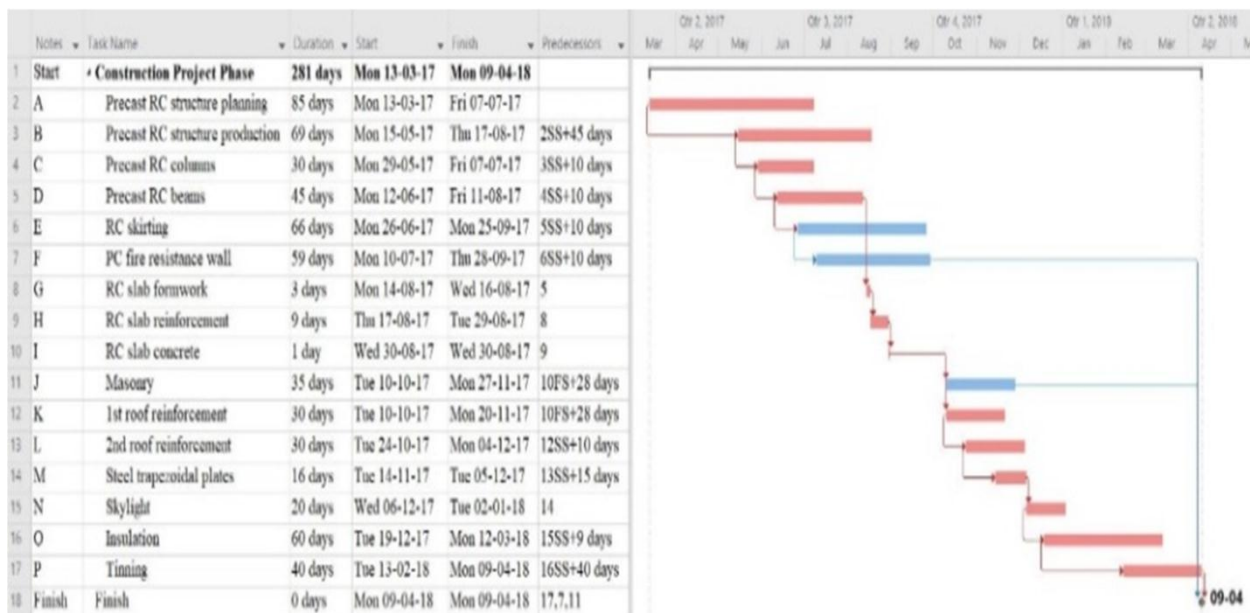 Qtr 2, 2017 Qtr 3, 2017 Qtr 4, 2017 Qtr 1, 2018 Qtr 2, 2018
Notes Task Name Duration Start Finish Predecessors Mar Apr May Jun Jul Aug Sep Oct Nov Dec Jan Feb Mar Apr M
1 Start Construction Project Phase 281 days Mon 13-03-17 Mon 09-04-18
2 A Precast RC structure planning 85 days Mon 13-03-17 Fri 07-07-17
3 B Precast RC structure production 69 days Mon 15-05-17 Thu 17-08-17 2SS+45 days
4 C Precast RC columns 30 days Mon 29-05-17 Fri 07-07-17 3SS+10 days
5 D Precast RC beams 45 days Mon 12-06-17 Fri 11-08-17 4SS+10 days
6 E RC skirting 66 days Mon 26-06-17 Mon 25-09-17 5SS+10 days
7 F PC fire resistance wall 59 days Mon 10-07-17 Thu 28-09-17 6SS+10 days
8 G RC slab formwork 3 days Mon 14-08-17 Wed 16-08-17 5
9 H RC slab reinforcement 9 days Thu 17-08-17 Tue 29-08-17 8
10 I RC slab concrete 1 day Wed 30-08-17 Wed 30-08-17 9
11 J Masonry 35 days Tue 10-10-17 Mon 27-11-17 10FS+28 days
12 K 1st roof reinforcement 30 days Tue 10-10-17 Mon 20-11-17 10FS+28 days
13 L 2nd roof reinforcement 30 days Tue 24-10-17 Mon 04-12-17 12SS+10 days
14 M Steel trapezoidal plates 16 days Tue 14-11-17 Tue 05-12-17 13SS+15 days
15 N Skylight 20 days Wed 06-12-17 Tue 02-01-18 14
16 O Insulation 60 days Tue 19-12-17 Mon 12-03-18 15SS+9 days
17 P Tinning 40 days Tue 13-02-18 Mon 09-04-18 16SS+40 days
18 Finish Finish 0 days Mon 09-04-18 Mon 09-04-18 17,7,11 09-04